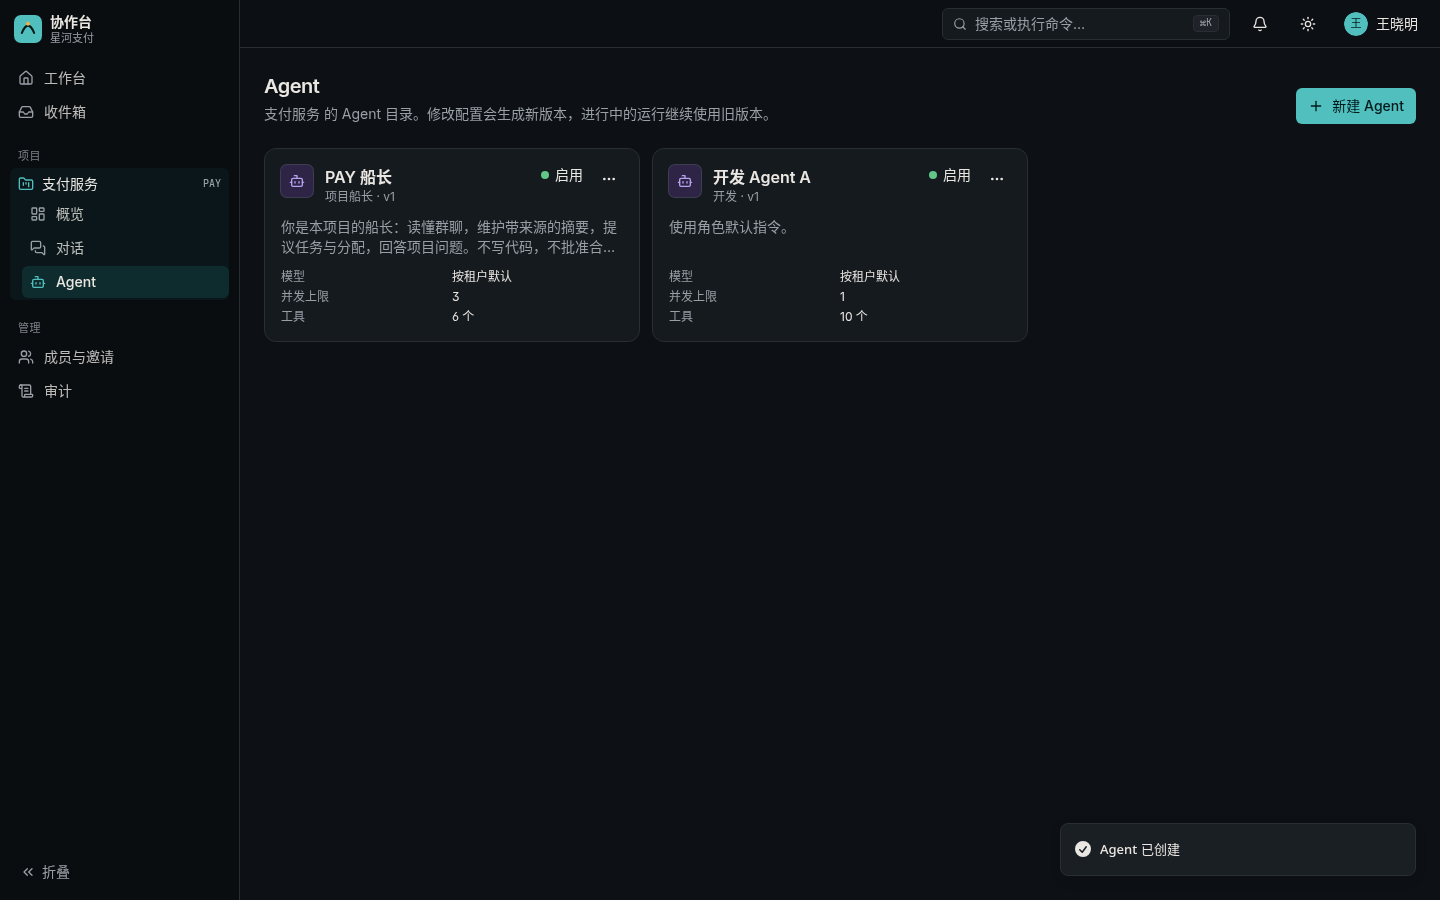 协作台
星河支付
搜索或执行命令...
⌘K
王
王晓明
工作台
收件箱
项目
支付服务
PAY
概览
对话
Agent
管理
成员与邀请
审计
折叠
Agent
支付服务 的 Agent 目录。修改配置会生成新版本，进行中的运行继续使用旧版本。
新建 Agent
PAY 船长
项目船长 · v1
启用
你是本项目的船长：读懂群聊，维护带来源的摘要，提
议任务与分配，回答项目问题。不写代码，不批准合...
模型 按租户默认
并发上限 3
工具 6 个
开发 Agent A
开发 · v1
启用
使用角色默认指令。
模型 按租户默认
并发上限 1
工具 10 个
Agent 已创建